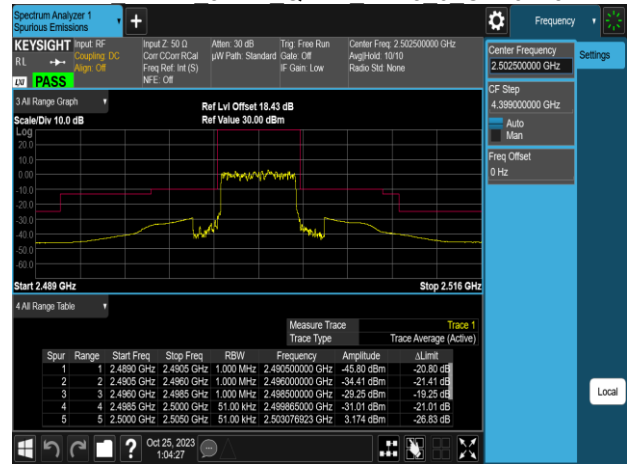 Spectrum Analyzer 1
Spurious Emissions
+
Frequency
KEYSIGHT
Input: RF
Input Z: 50 Ω
Atten: 30 dB
Trig: Free Run
Center Freq: 2.502500000 GHz
RL
Coupling: DC
Corr CCorr RCal
µW Path: Standard
Gate: Off
Avg|Hold: 10/10
Align: Off
Freq Ref: Int (S)
IF Gain: Low
Radio Std: None
LXI
PASS
NFE: Off
Center Frequency
2.502500000 GHz
Settings
CF Step
4.399000000 GHz
Auto
Man
Freq Offset
0 Hz
Local
3 All Range Graph
Ref Lvl Offset 18.43 dB
Scale/Div 10.0 dB
Ref Value 30.00 dBm
Log
20.0
10.0
0.00
-10.0
-20.0
-30.0
-40.0
-50.0
-60.0
Start 2.489 GHz
Stop 2.516 GHz
4 All Range Table
Measure Trace Trace 1
Trace Type Trace Average (Active)
Spur Range Start Freq Stop Freq RBW Frequency Amplitude ΔLimit
1 1 2.4890 GHz 2.4905 GHz 1.000 MHz 2.490500000 GHz -45.80 dBm -20.80 dB
2 2 2.4905 GHz 2.4960 GHz 1.000 MHz 2.496000000 GHz -34.41 dBm -21.41 dB
3 3 2.4960 GHz 2.4985 GHz 1.000 MHz 2.498500000 GHz -29.25 dBm -19.25 dB
4 4 2.4985 GHz 2.5000 GHz 51.00 kHz 2.499865000 GHz -31.01 dBm -21.01 dB
5 5 2.5000 GHz 2.5050 GHz 51.00 kHz 2.503076923 GHz 3.174 dBm -26.83 dB
?
Oct 25, 2023
1:04:27